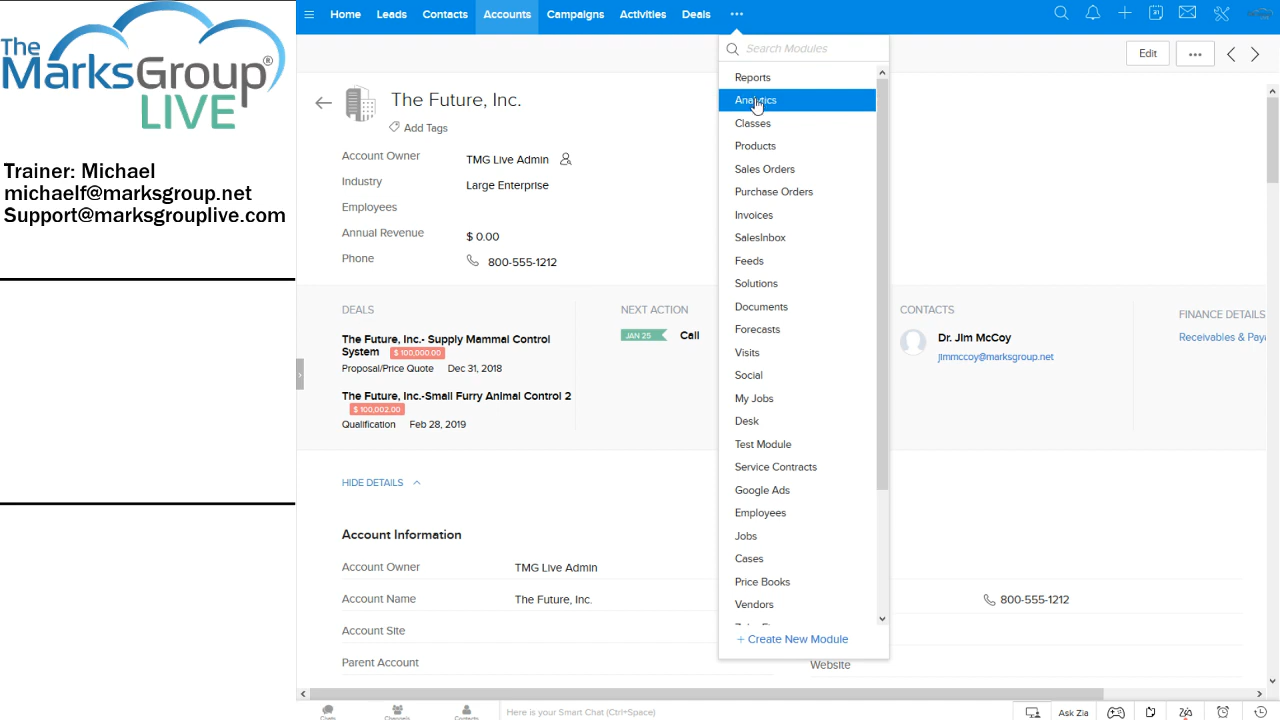 The
MarksGroup®
LIVE
Trainer: Michael
michaelf@marksgroup.net
Support@marksgrouplive.com
Home Leads Contacts Accounts Campaigns Activities Deals
Search Modules
Reports
Analytics
Classes
Products
Sales Orders
Purchase Orders
Invoices
SalesInbox
Feeds
Solutions
Documents
Forecasts
Visits
Social
My Jobs
Desk
Test Module
Service Contracts
Google Ads
Employees
Jobs
Cases
Price Books
Vendors
+ Create New Module
Edit
The Future, Inc.
Add Tags
Account Owner TMG Live Admin
Industry Large Enterprise
Employees
Annual Revenue $ 0.00
Phone 800-555-1212
DEALS
The Future, Inc.- Supply Mammal Control
System $ 100,000.00
Proposal/Price Quote Dec 31, 2018
The Future, Inc.-Small Furry Animal Control 2
$ 100,002.00
Qualification Feb 28, 2019
NEXT ACTION
JAN 25 Call
CONTACTS
Dr. Jim McCoy
jimmccoy@marksgroup.net
FINANCE DETAILS
Receivables & Paya
HIDE DETAILS
Account Information
Account Owner TMG Live Admin
Account Name The Future, Inc. 800-555-1212
Account Site
Parent Account Website
Chats Channels Contacts Here is your Smart Chat (Ctrl+Space) Ask Zia